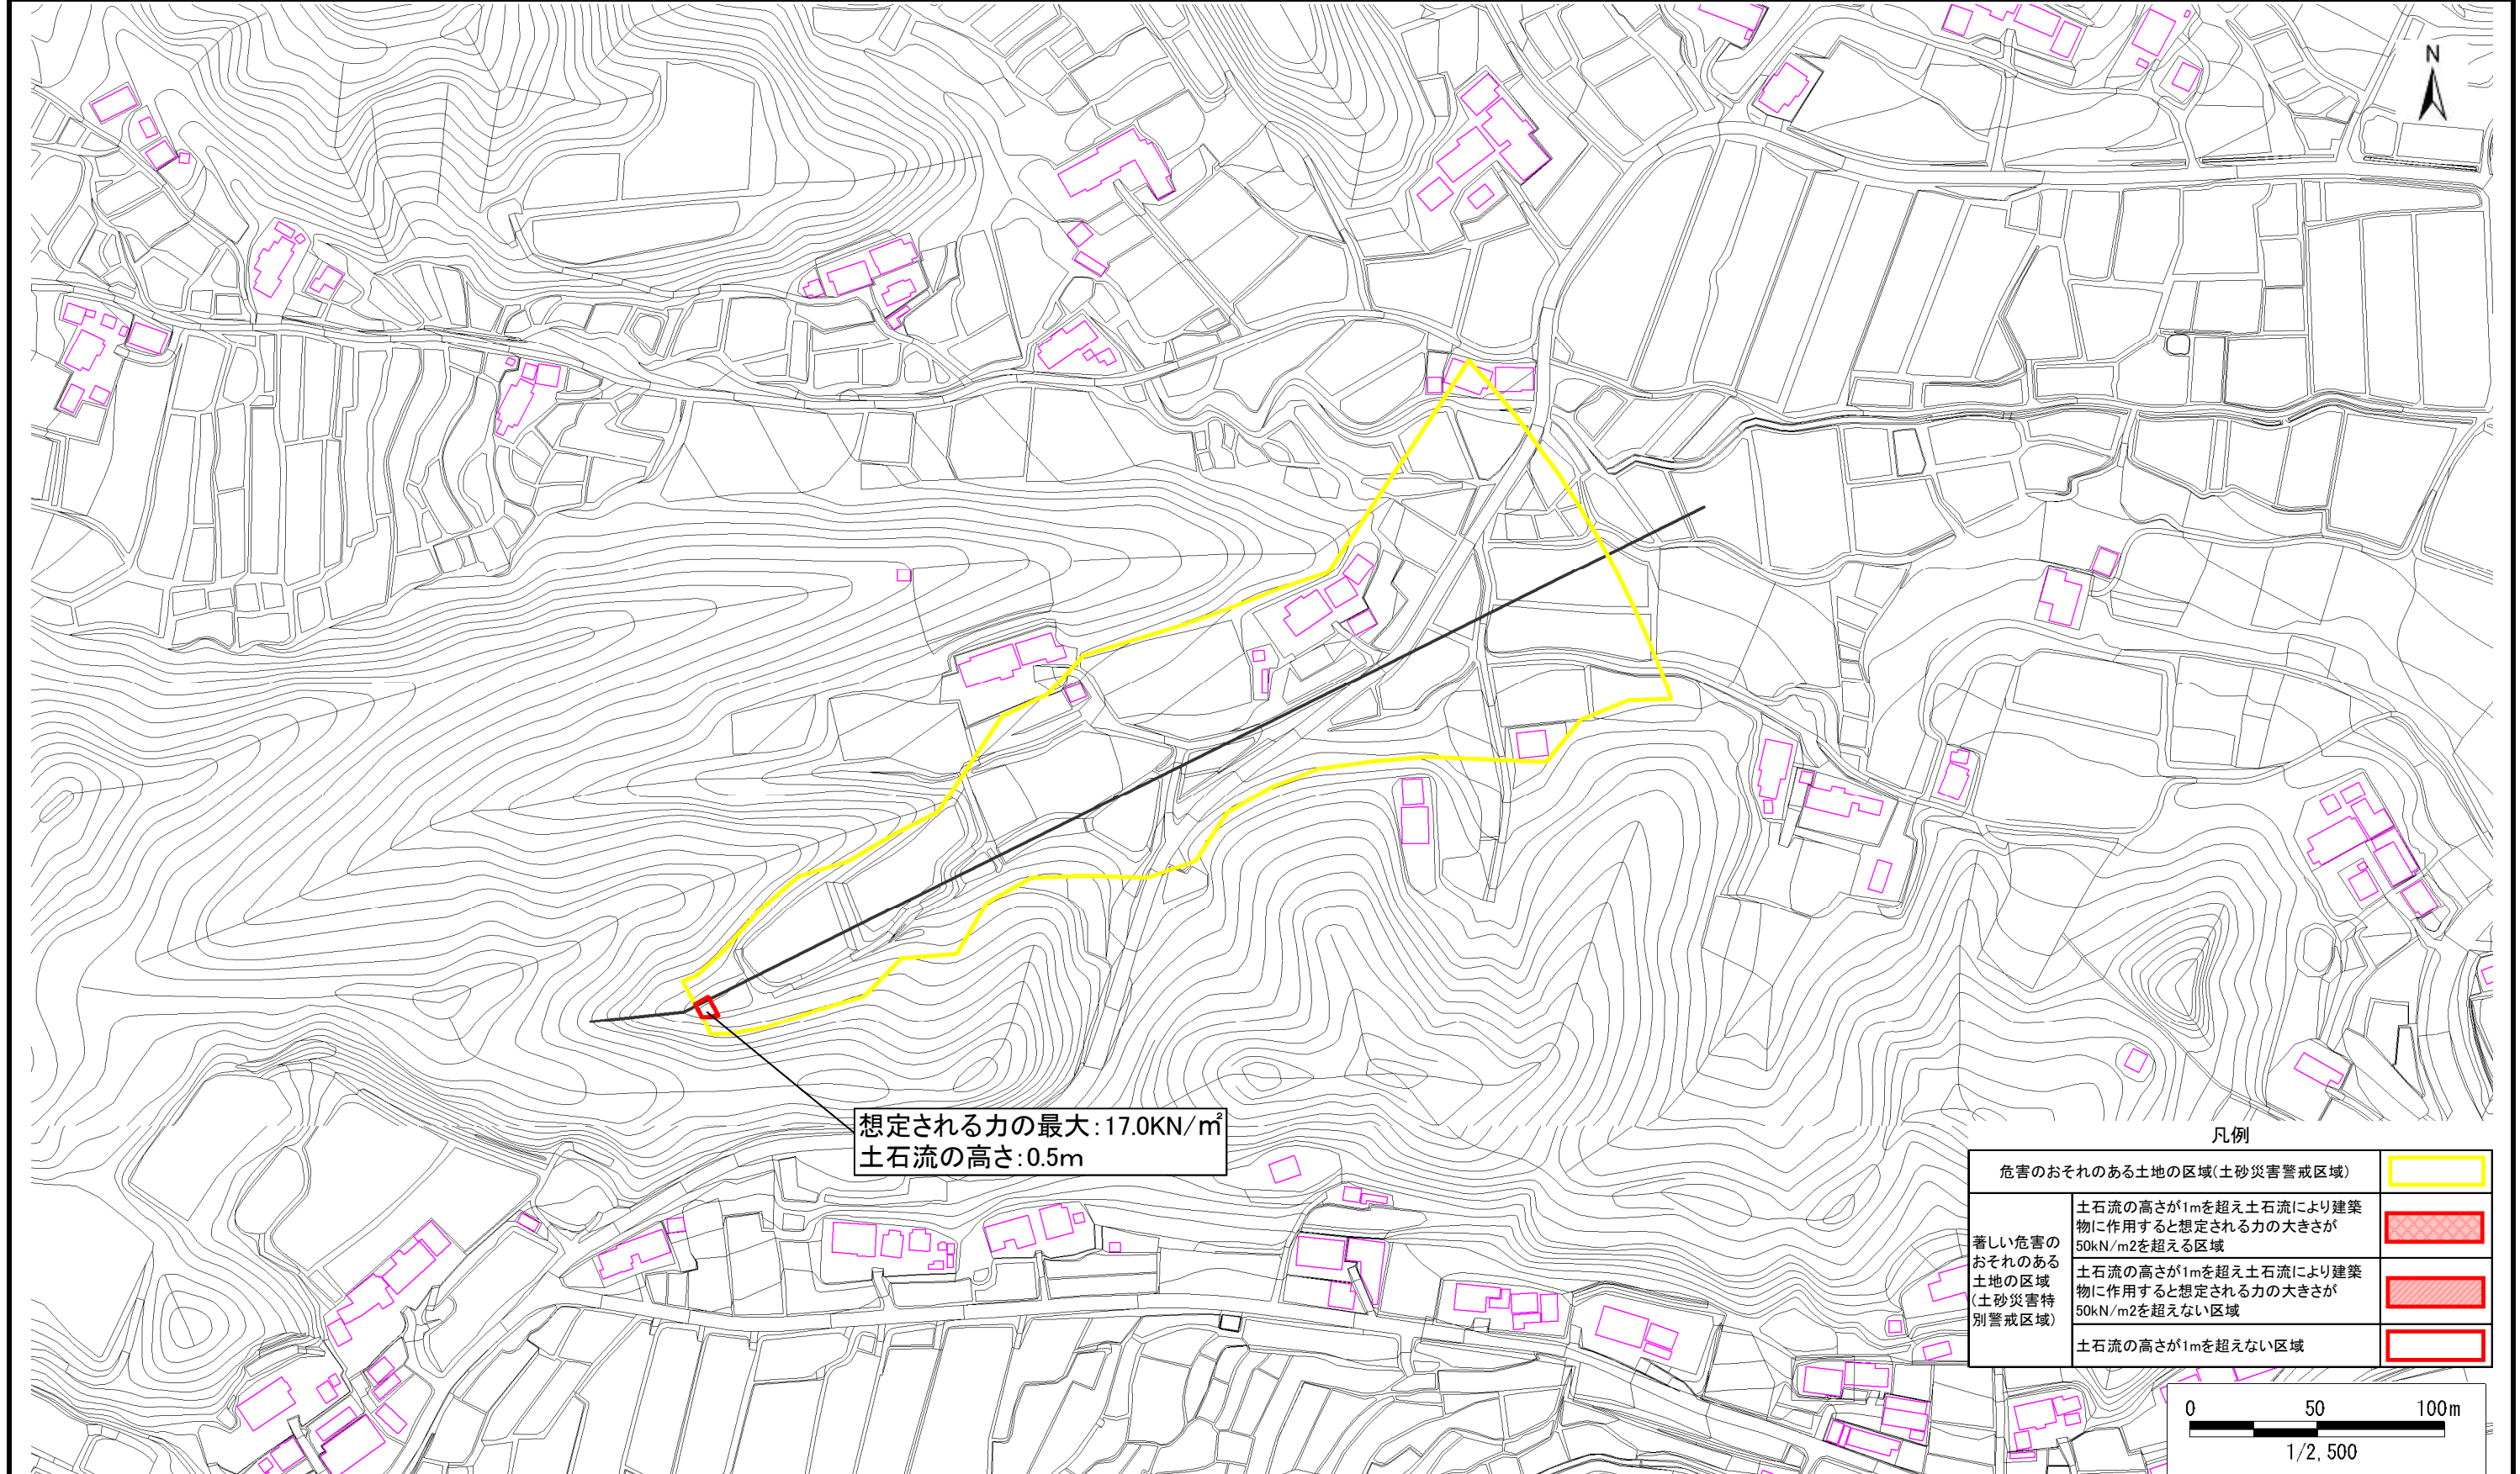 N
想定される力の最大:17.0KN/㎡
土石流の高さ:0.5m
凡例
危害のおそれのある土地の区域(土砂災害警戒区域)
著しい危害の
おそれのある
土地の区域
(土砂災害特
別警戒区域)
土石流の高さが1mを超え土石流により建築
物に作用すると想定される力の大きさが
50kN/m2を超える区域
土石流の高さが1mを超え土石流により建築
物に作用すると想定される力の大きさが
50kN/m2を超えない区域
土石流の高さが1mを超えない区域
0 50 100m
1/2,500